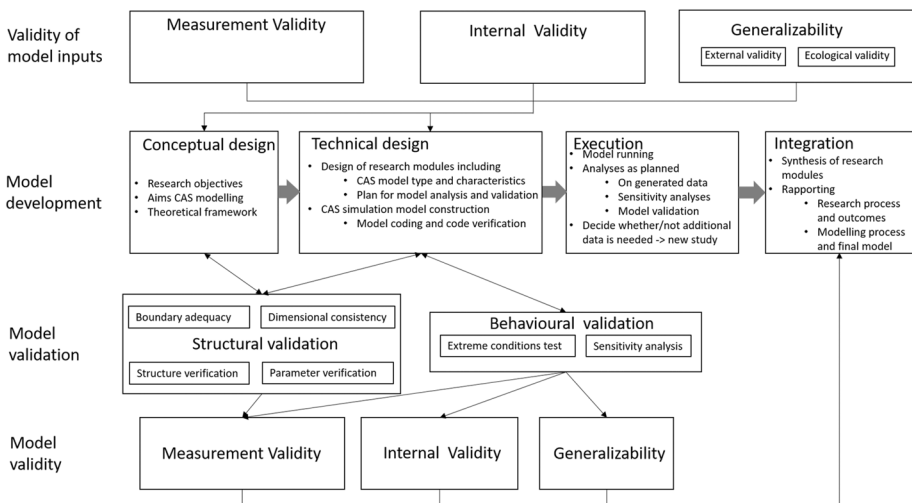 Validity of
model inputs
Measurement Validity
Internal Validity
Generalizability
External validity
Ecological validity
Model
development
Conceptual design
• Research objectives
• Aims CAS modelling
• Theoretical framework
Technical design
• Design of research modules including
• CAS model type and characteristics
• Plan for model analysis and validation
• CAS simulation model construction
• Model coding and code verification
Execution
• Model running
• Analyses as planned
• On generated data
• Sensitivity analyses
• Model validation
• Decide whether/not additional
data is needed -> new study
Integration
• Synthesis of research
modules
• Rapporting
• Research process
and outcomes
• Modelling process
and final model
Model
validation
Boundary adequacy
Dimensional consistency
Structural validation
Structure verification
Parameter verification
Behavioural validation
Extreme conditions test
Sensitivity analysis
Model
validity
Measurement Validity
Internal Validity
Generalizability